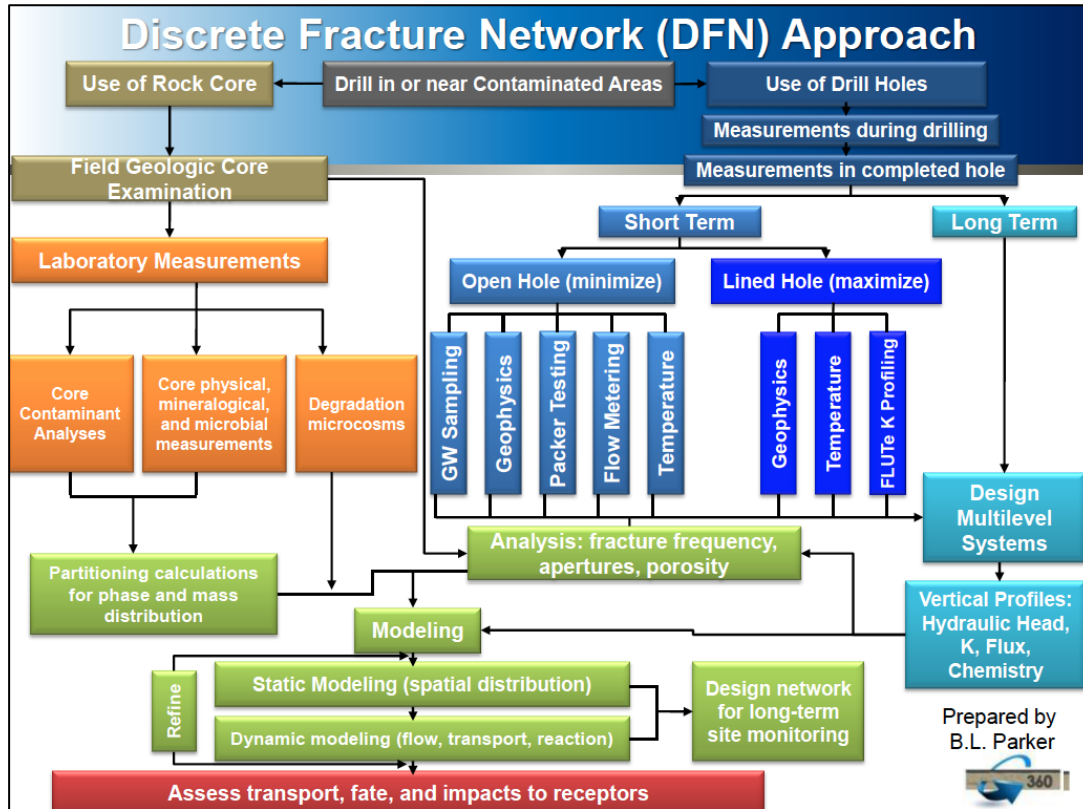 Discrete Fracture Network (DFN) Approach
Use of Rock Core
Drill in or near Contaminated Areas
Use of Drill Holes
Measurements during drilling
Field Geologic Core
Examination
Measurements in completed hole
Short Term
Long Term
Laboratory Measurements
Open Hole (minimize)
Lined Hole (maximize)
Core
Contaminant
Analyses
Core physical,
mineralogical,
and microbial
measurements
Degradation
microcosms
GW Sampling
Geophysics
Packer Testing
Flow Metering
Temperature
Geophysics
Temperature
FLUTe K Profiling
Design
Multilevel
Systems
Analysis: fracture frequency,
apertures, porosity
Partitioning calculations
for phase and mass
distribution
Vertical Profiles:
Hydraulic Head,
K, Flux,
Chemistry
Modeling
Refine
Static Modeling (spatial distribution)
Dynamic modeling (flow, transport, reaction)
Design network
for long-term
site monitoring
Assess transport, fate, and impacts to receptors
Prepared by
B.L. Parker
360